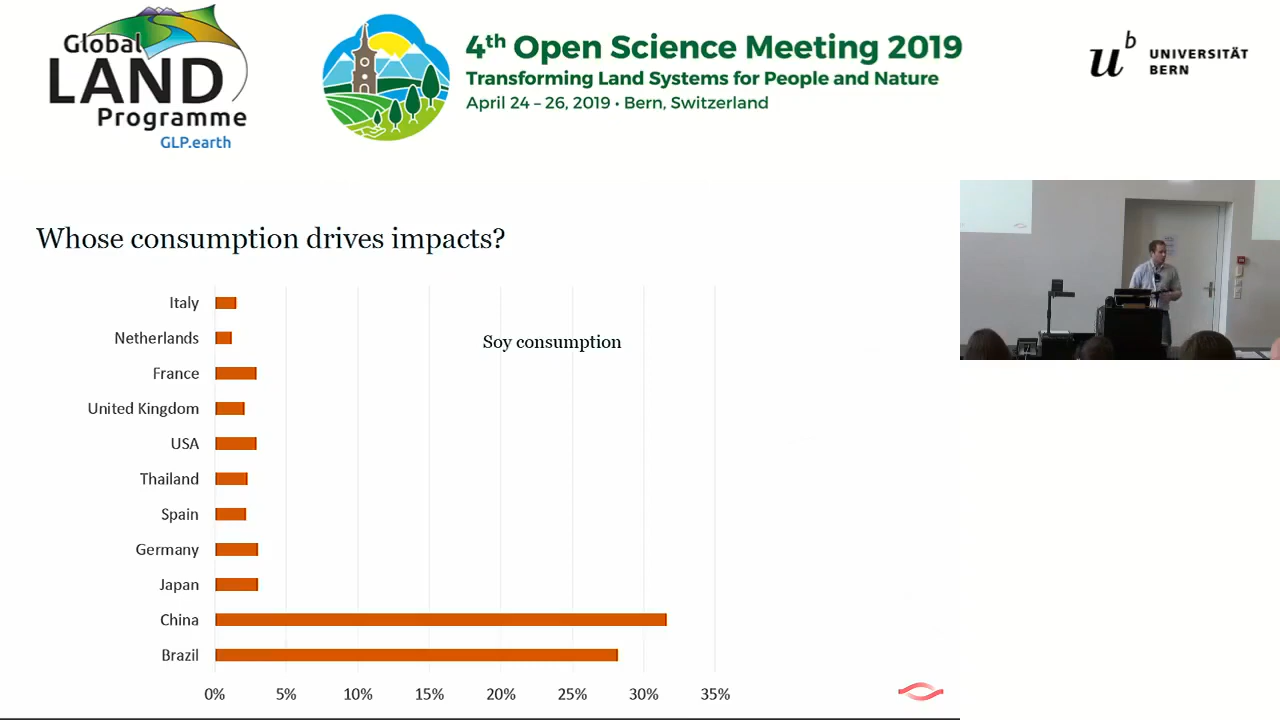 Global
LAND
Programme
GLP.earth
4th Open Science Meeting 2019
Transforming Land Systems for People and Nature
April 24 – 26, 2019 • Bern, Switzerland
u b
UNIVERSITÄT
BERN
Whose consumption drives impacts?
Soy consumption
Italy
Netherlands
France
United Kingdom
USA
Thailand
Spain
Germany
Japan
China
Brazil
0% 5% 10% 15% 20% 25% 30% 35%